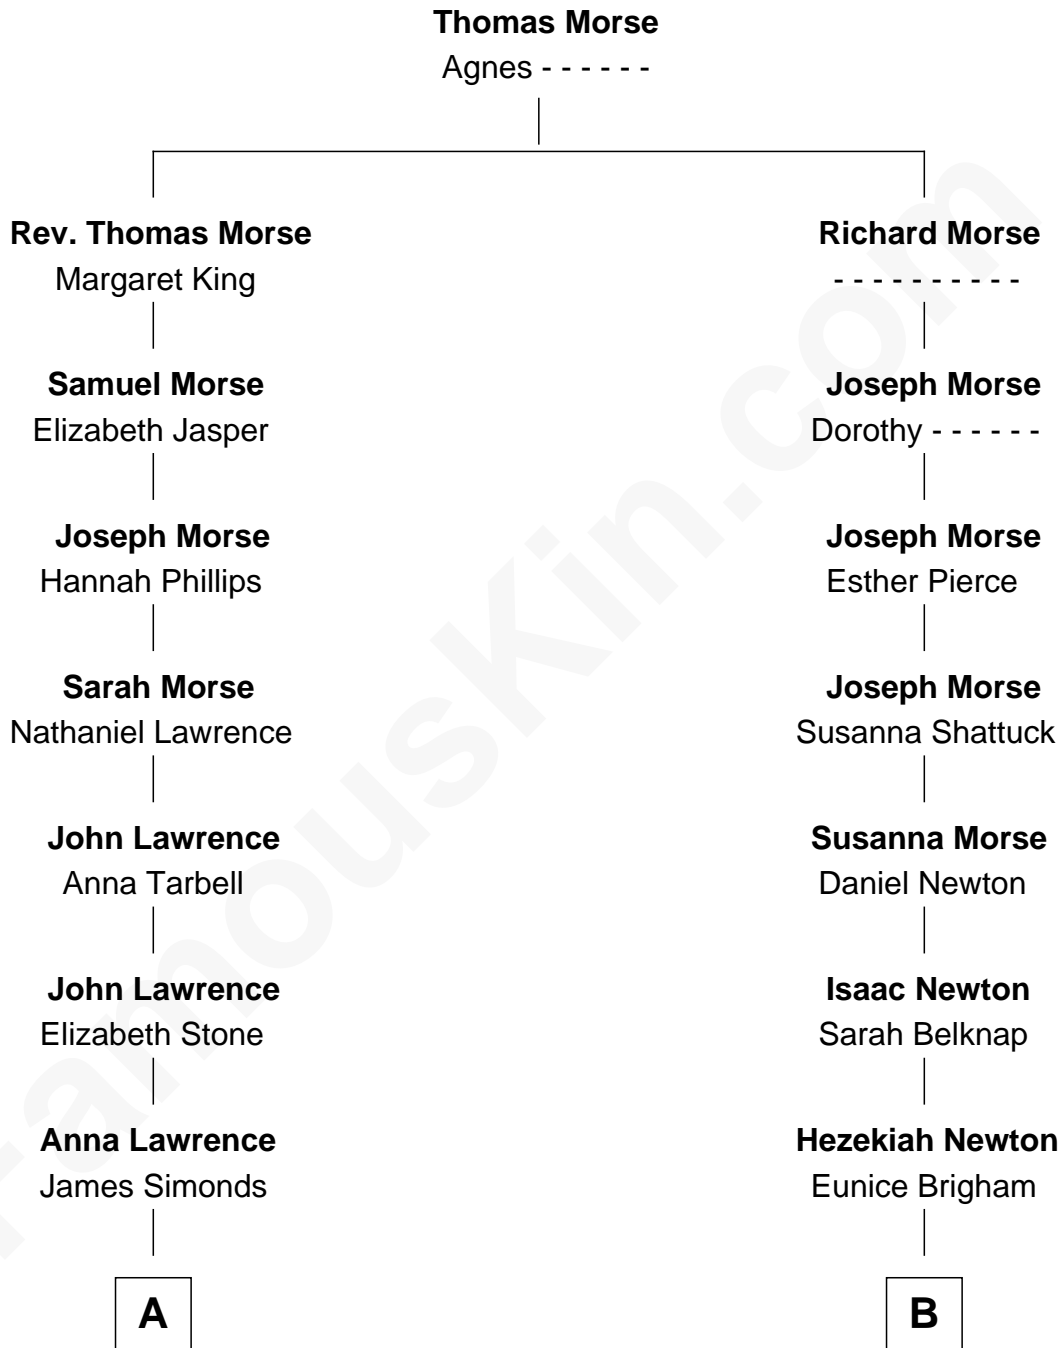 Thomas Morse
Agnes - - - - - -
Rev. Thomas Morse
Margaret King
Richard Morse
- - - - - - - - - -
Samuel Morse
Elizabeth Jasper
Joseph Morse
Dorothy - - - - - -
Joseph Morse
Hannah Phillips
Joseph Morse
Esther Pierce
Sarah Morse
Nathaniel Lawrence
Joseph Morse
Susanna Shattuck
John Lawrence
Anna Tarbell
Susanna Morse
Daniel Newton
John Lawrence
Elizabeth Stone
Isaac Newton
Sarah Belknap
Anna Lawrence
James Simonds
Hezekiah Newton
Eunice Brigham
A
B
FamousKin.com